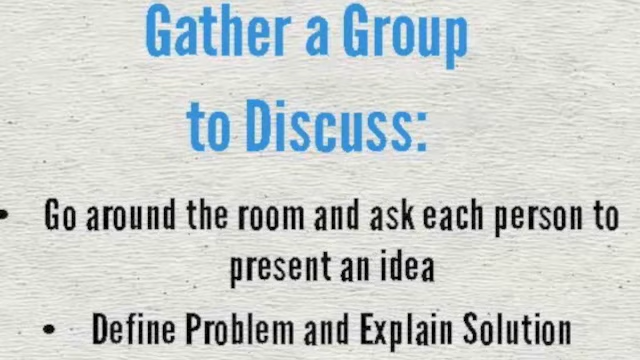 Gather a Group
to Discuss:
• Go around the room and ask each person to
present an idea
• Define Problem and Explain Solution